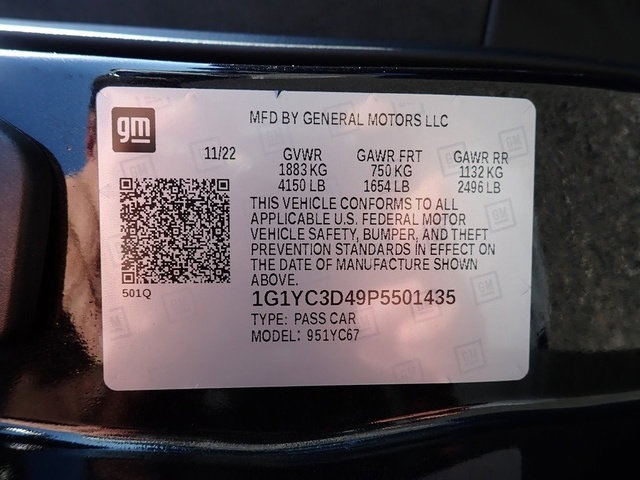 gm
MFD BY GENERAL MOTORS LLC
11/22 GVWR GAWR FRT GAWR RR
1883 KG 750 KG 1132 KG
4150 LB 1654 LB 2496 LB
THIS VEHICLE CONFORMS TO ALL
APPLICABLE U.S. FEDERAL MOTOR
VEHICLE SAFETY, BUMPER, AND THEFT
PREVENTION STANDARDS IN EFFECT ON
THE DATE OF MANUFACTURE SHOWN
ABOVE.
501Q
1G1YC3D49P5501435
TYPE: PASS CAR
MODEL: 951YC67